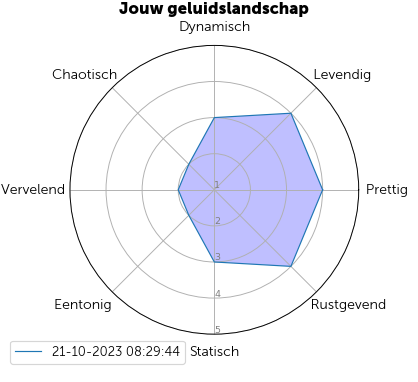 Jouw geluidslandschap
Dynamisch
Chaotisch
Levendig
Vervelend
1
Prettig
2
3
4
Eentonig
Rustgevend
5
21-10-2023 08:29:44
Statisch